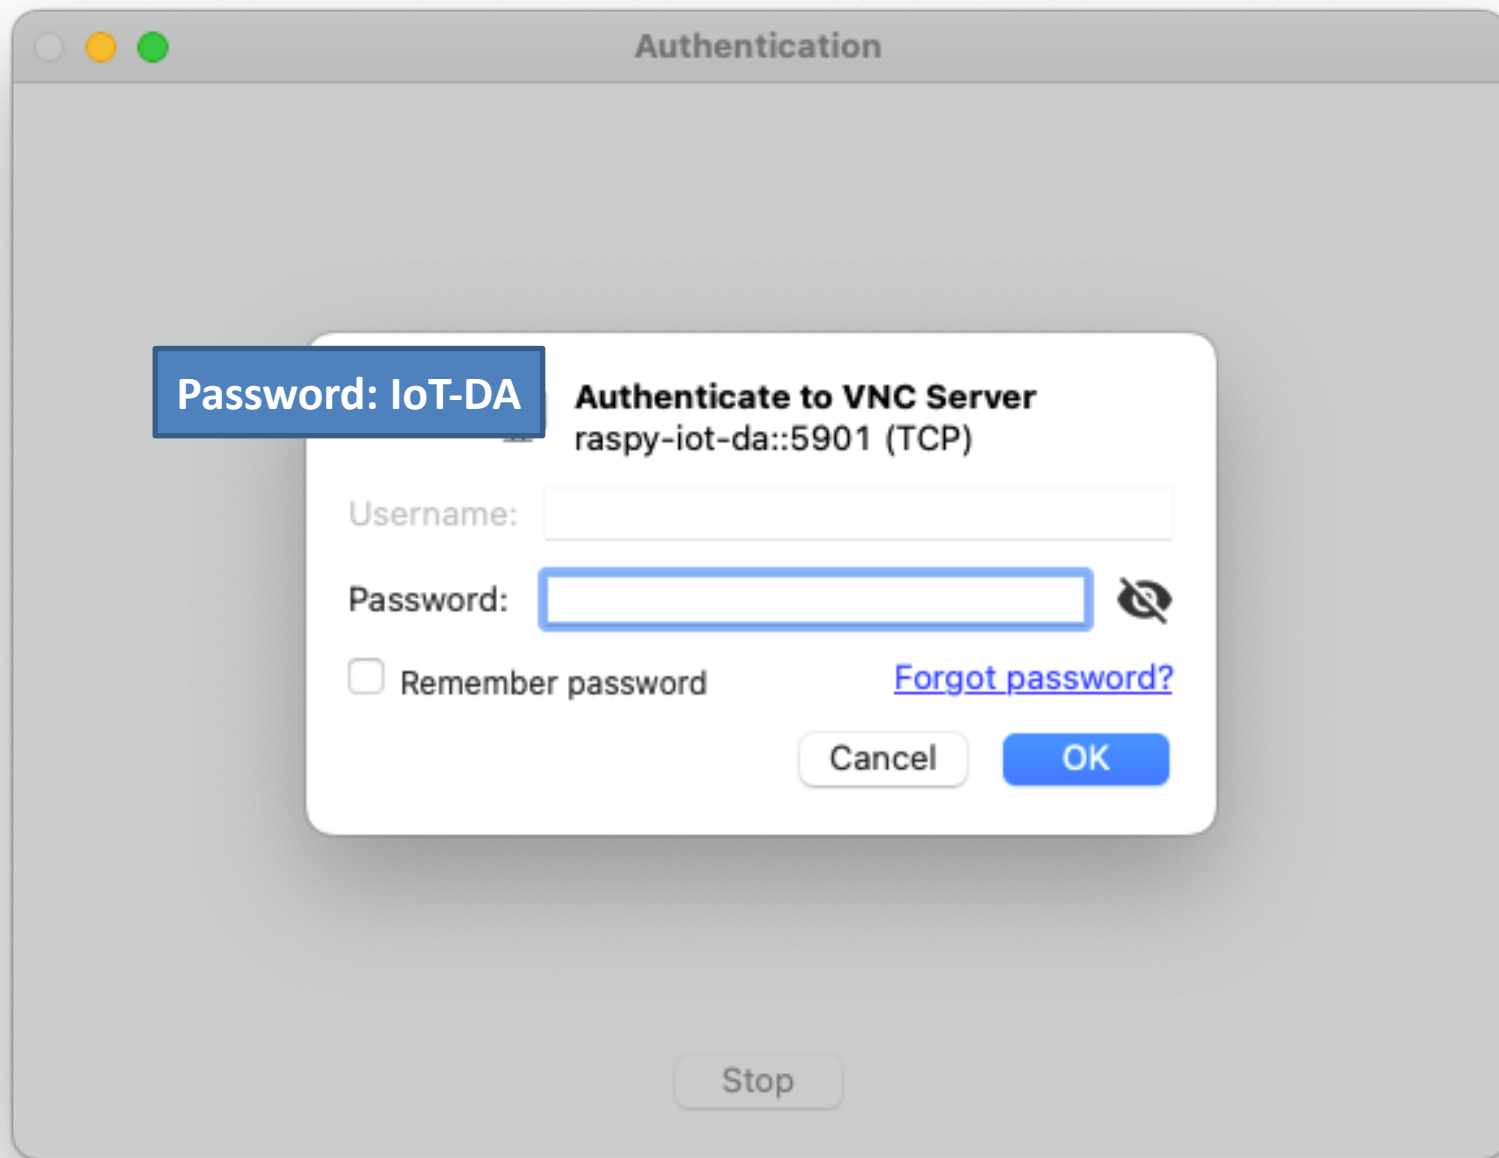 Authentication
Password: IoT-DA
Authenticate to VNC Server
raspy-iot-da::5901 (TCP)
Username:
Password:
Remember password
Forgot password?
Cancel
OK
Stop